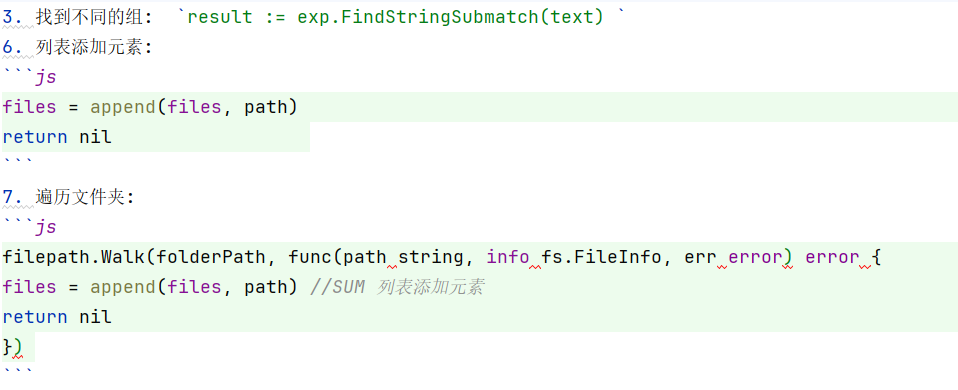 3. 找到不同的组:  `result := exp.FindStringSubmatch(text) `
6. 列表添加元素:
```js
files = append(files, path)
return nil
```
7. 遍历文件夹:
```js
filepath.Walk(folderPath, func(path string, info fs.FileInfo, err error) error {
files = append(files, path) //SUM 列表添加元素
return nil
})
```